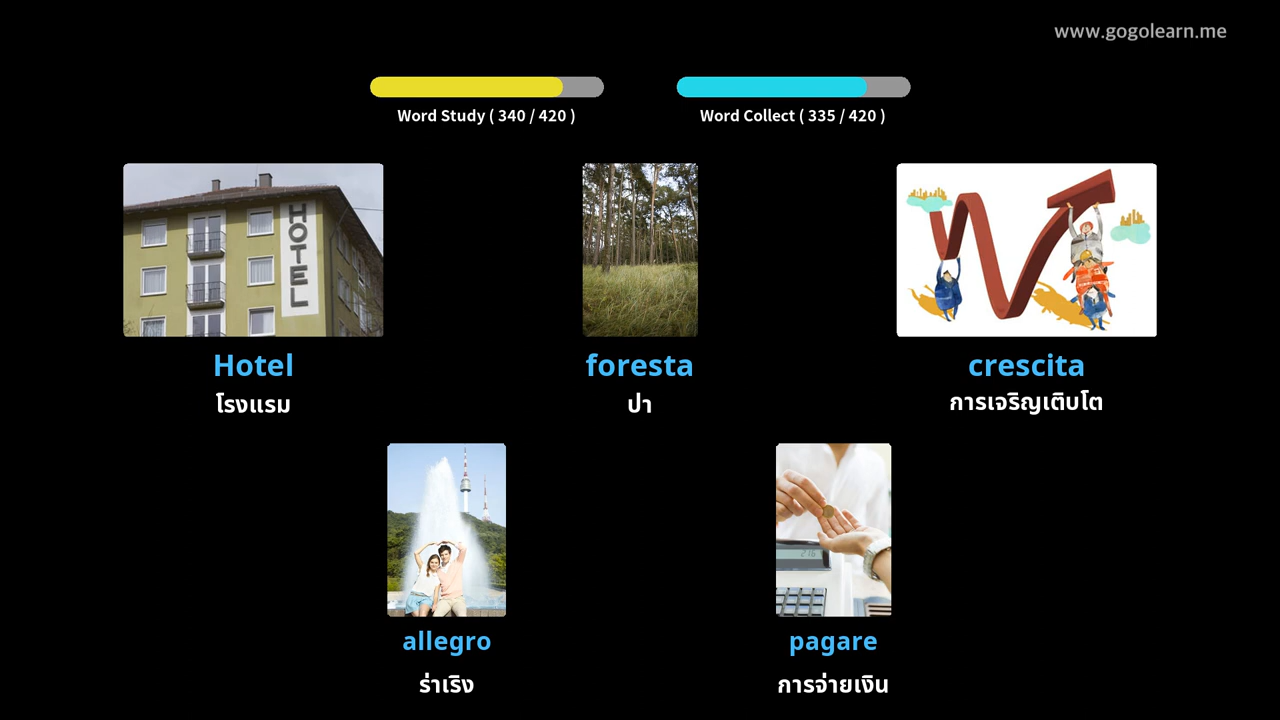 www.gogolearn.me
Word Study ( 340 / 420 )
Word Collect ( 335 / 420 )
HOTEL
Hotel
foresta
crescita
โรงแรม
ป่า
การเจริญเติบโต
allegro
pagare
ร่าเริง
การจ่ายเงิน